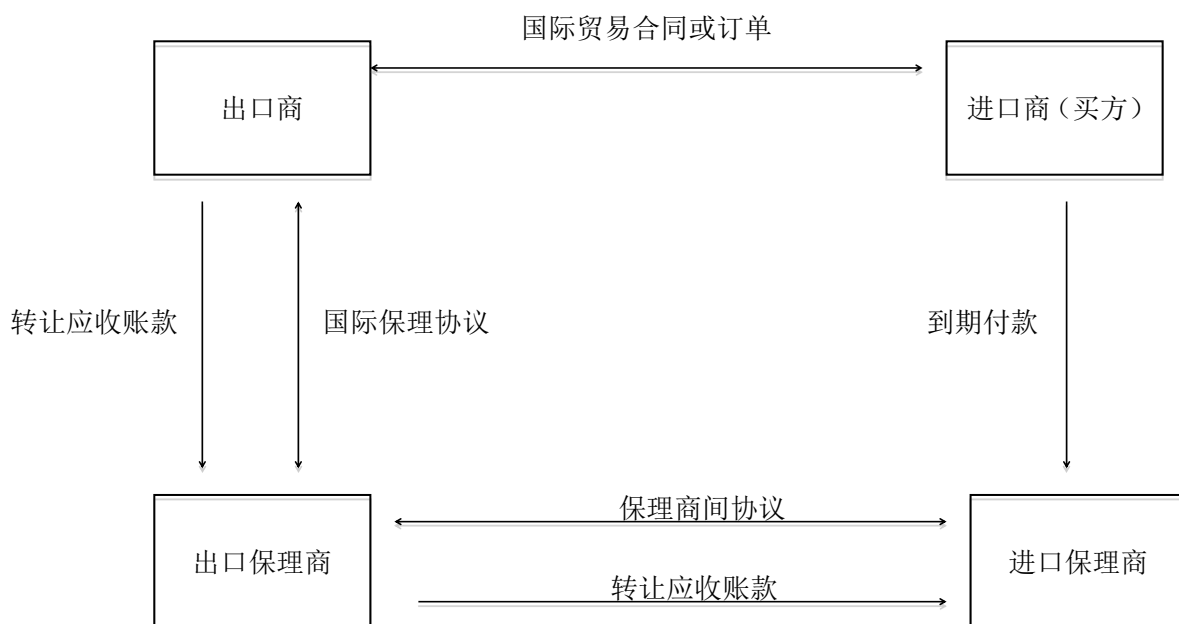 国际贸易合同或订单
出口商
进口商（买方）
转让应收账款
国际保理协议
到期付款
保理商间协议
出口保理商
进口保理商
转让应收账款